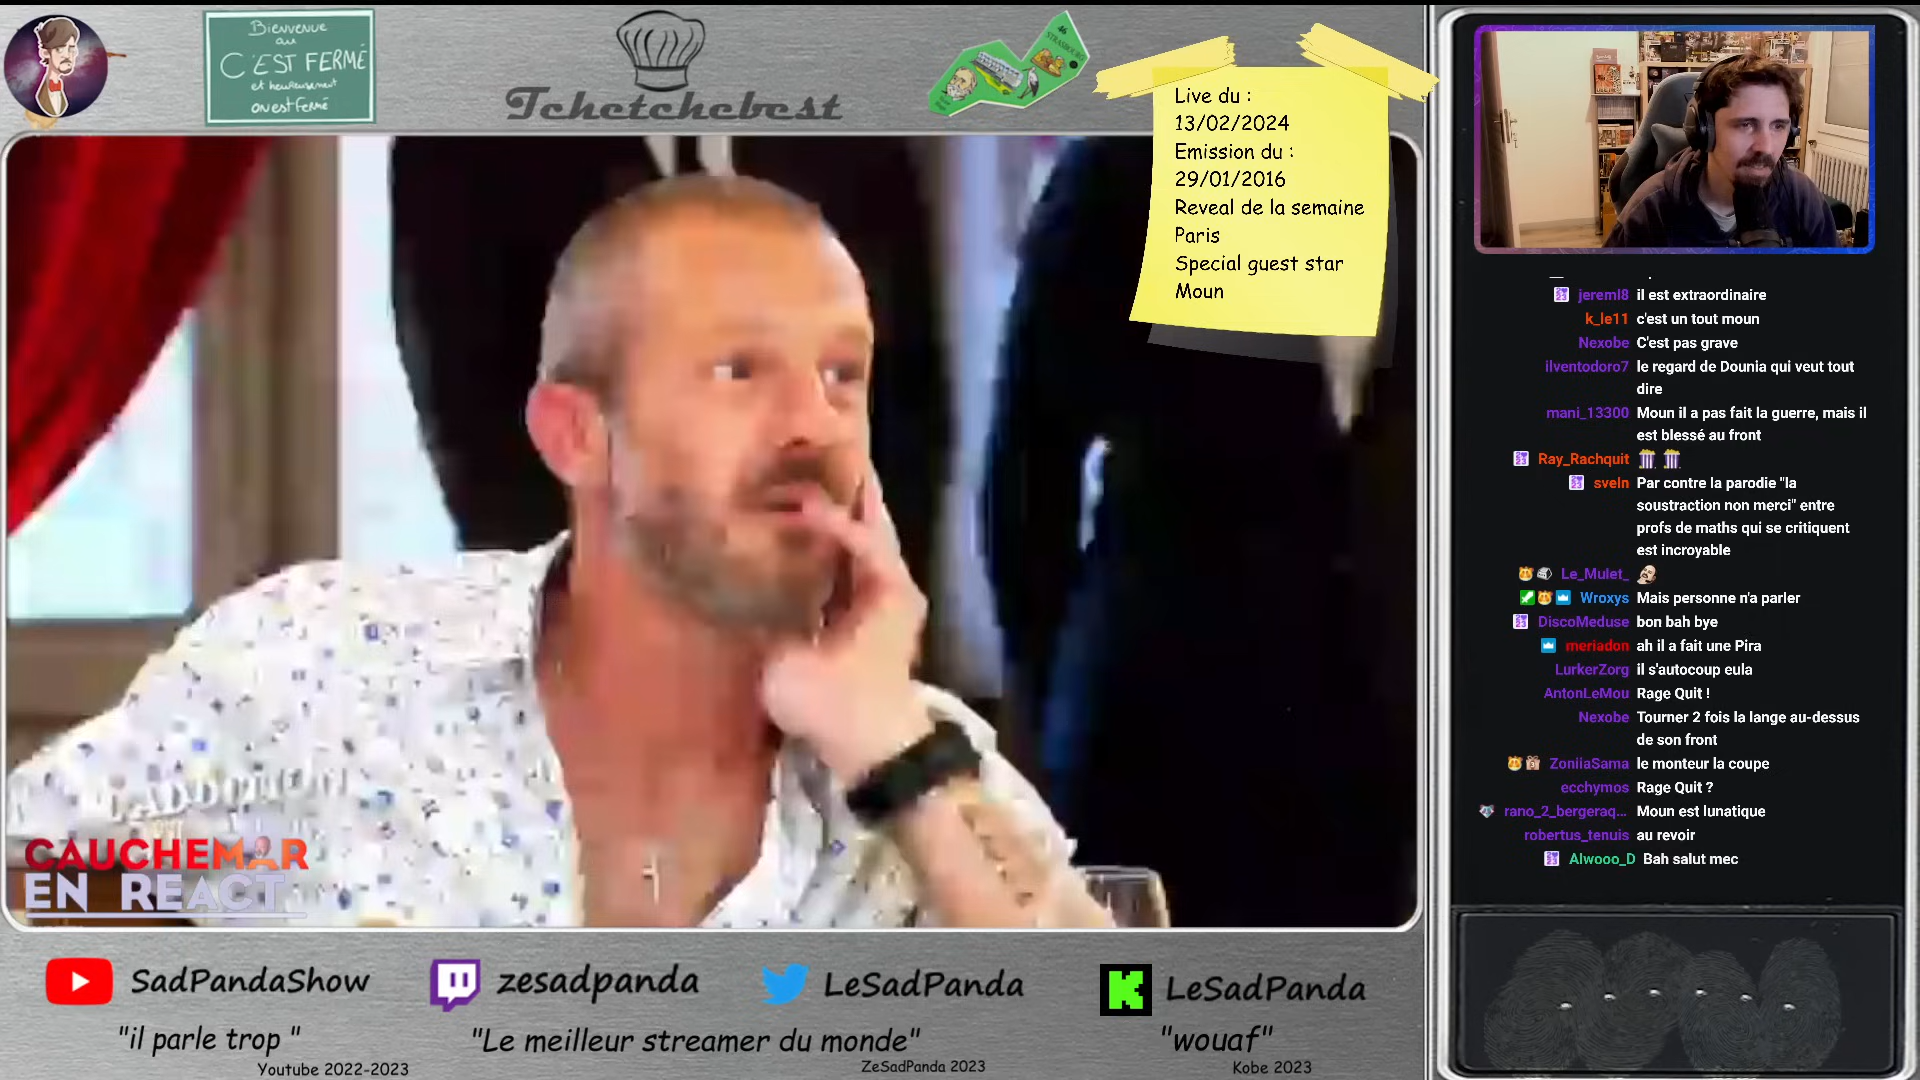 Bienvenue
au
C'EST FERMÉ
et heureusement
on est fermé
Tchetchebest
46
STRASBOURG
Live du :
13/02/2024
Emission du :
29/01/2016
Reveal de la semaine
Paris
Special guest star
Moun
jereml8 il est extraordinaire
k_le11 c'est un tout moun
Nexobe C'est pas grave
ilventodoro7 le regard de Dounia qui veut tout
dire
mani_13300 Moun il a pas fait la guerre, mais il
est blessé au front
Ray_Rachquit
sveln Par contre la parodie "la
soustraction non merci" entre
profs de maths qui se critiquent
est incroyable
Le_Mulet_
Wroxys Mais personne n'a parler
DiscoMeduse bon bah bye
meriadon ah il a fait une Pira
LurkerZorg il s'autocoup eula
AntonLeMou Rage Quit !
Nexobe Tourner 2 fois la lange au-dessus
de son front
ZoniiaSama le monteur la coupe
ecchymos Rage Quit ?
rano_2_bergeraq... Moun est lunatique
robertus_tenuis au revoir
Alwooo_D Bah salut mec
CAUCHEMAR
EN REACT
SadPandaShow
zesadpanda
LeSadPanda
LeSadPanda
"il parle trop "
Youtube 2022-2023
"Le meilleur streamer du monde"
ZeSadPanda 2023
"wouaf"
Kobe 2023